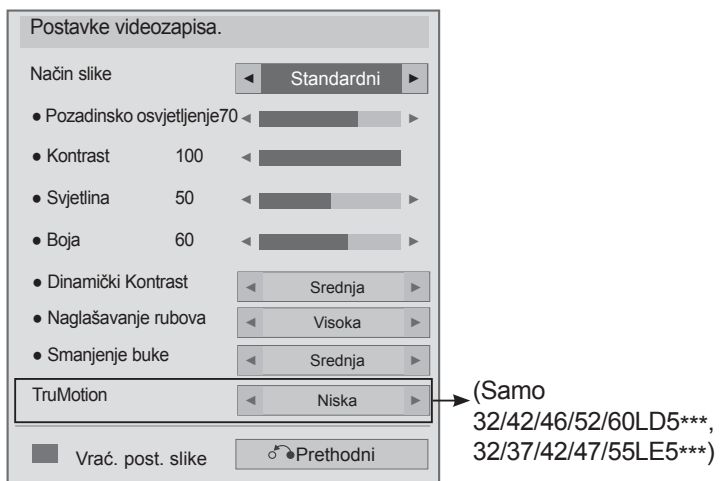 Postavke videozapisa.
Način slike ◄ Standardni ►
● Pozadinsko osvjetljenje70 ◄ ►
● Kontrast 100 ◄
● Svjetlina 50 ◄ ►
● Boja 60 ◄ ►
● Dinamički Kontrast ◄ Srednja ►
● Naglašavanje rubova ◄ Visoka ►
● Smanjenje buke ◄ Srednja ►
TruMotion ◄ Niska ►
(Samo
32/42/46/52/60LD5***,
32/37/42/47/55LE5***)
Vrać. post. slike Prethodni